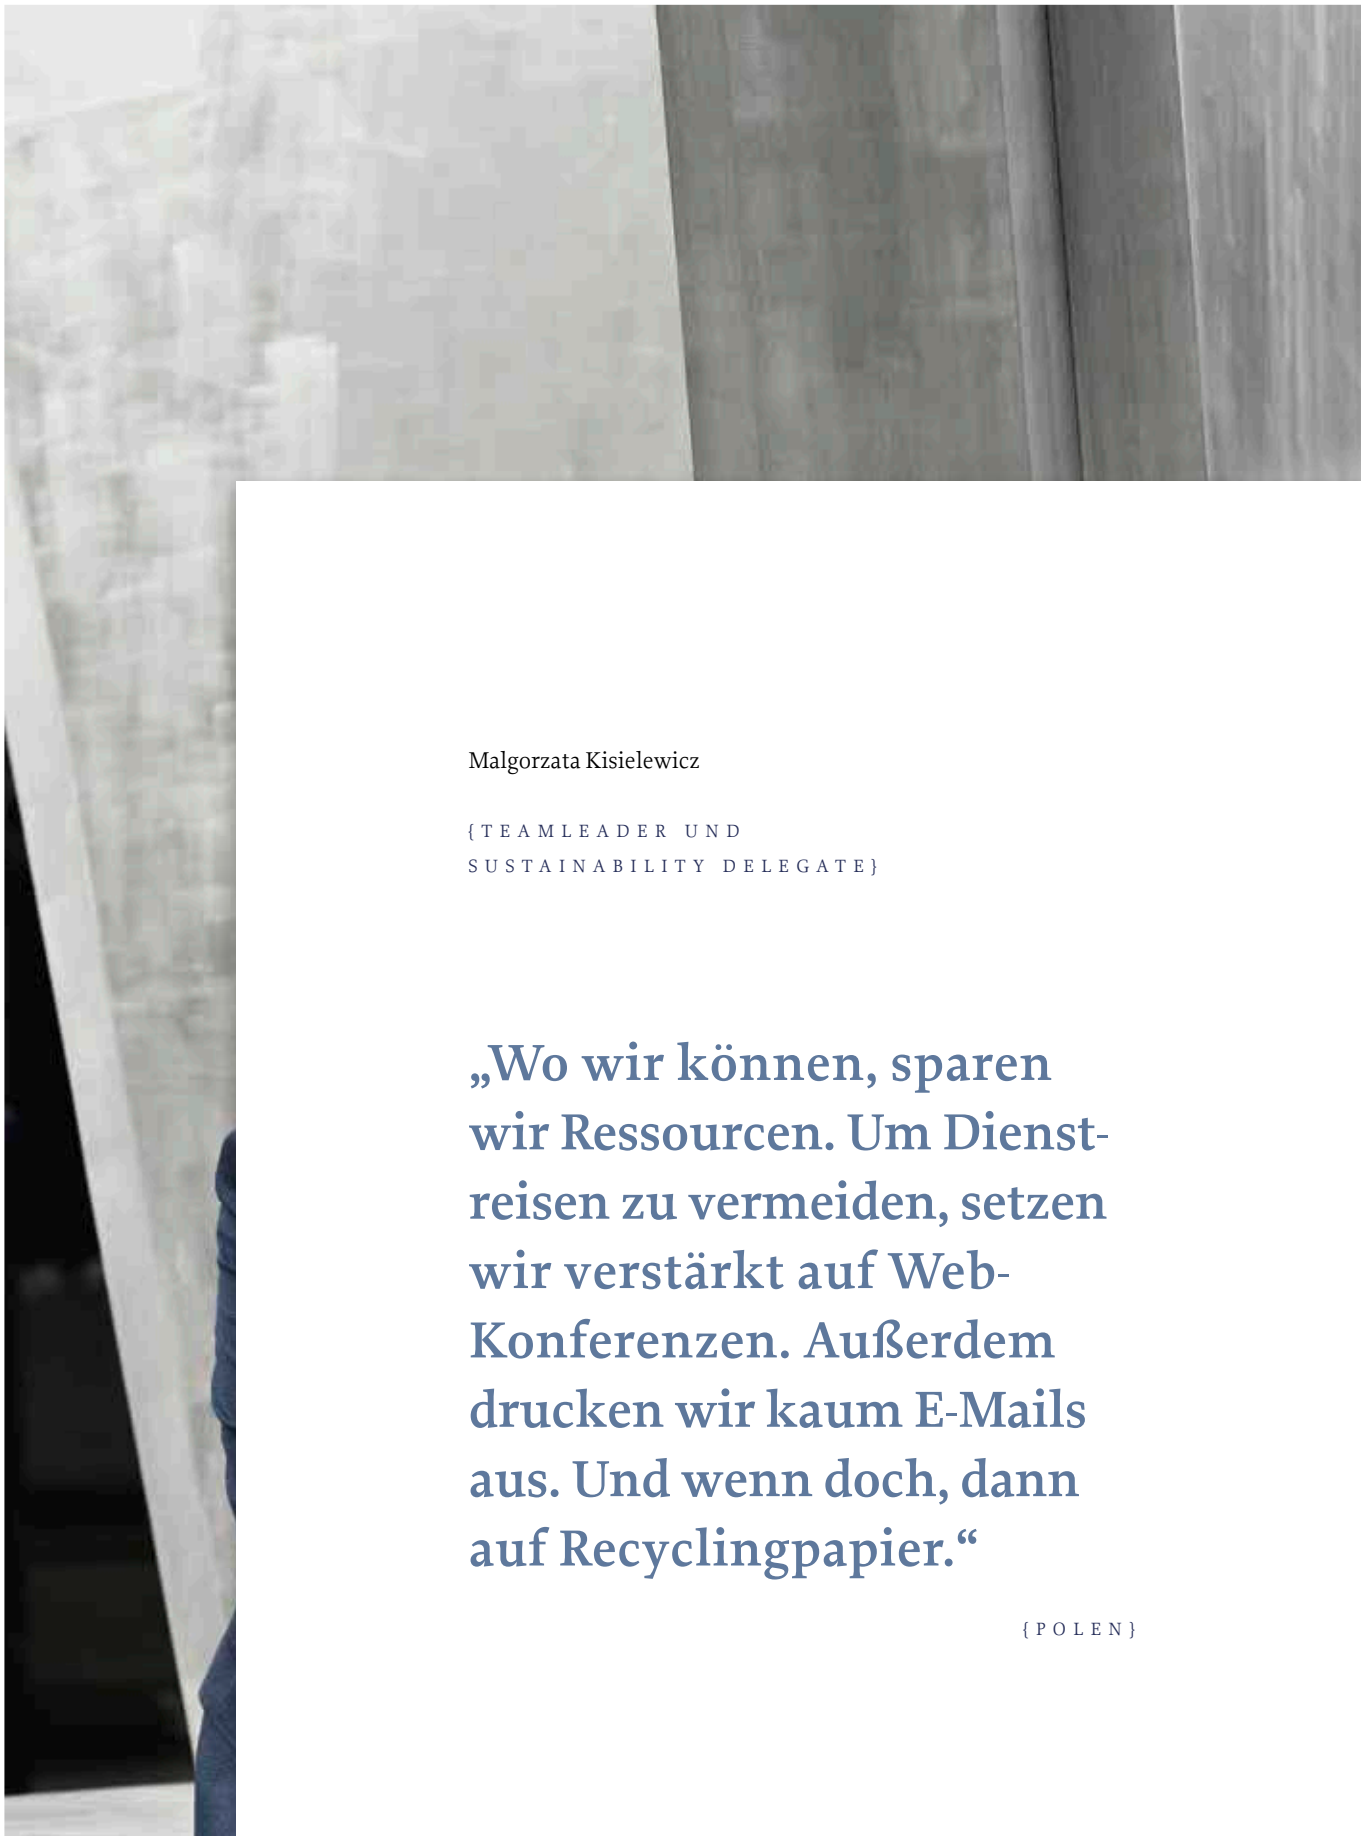 Malgorzata Kisielewicz
{TEAMLEADER UND
SUSTAINABILITY DELEGATE}
„Wo wir können, sparen
wir Ressourcen. Um Dienst-
reisen zu vermeiden, setzen
wir verstärkt auf Web-
Konferenzen. Außerdem
drucken wir kaum E-Mails
aus. Und wenn doch, dann
auf Recyclingpapier.“
{POLEN}